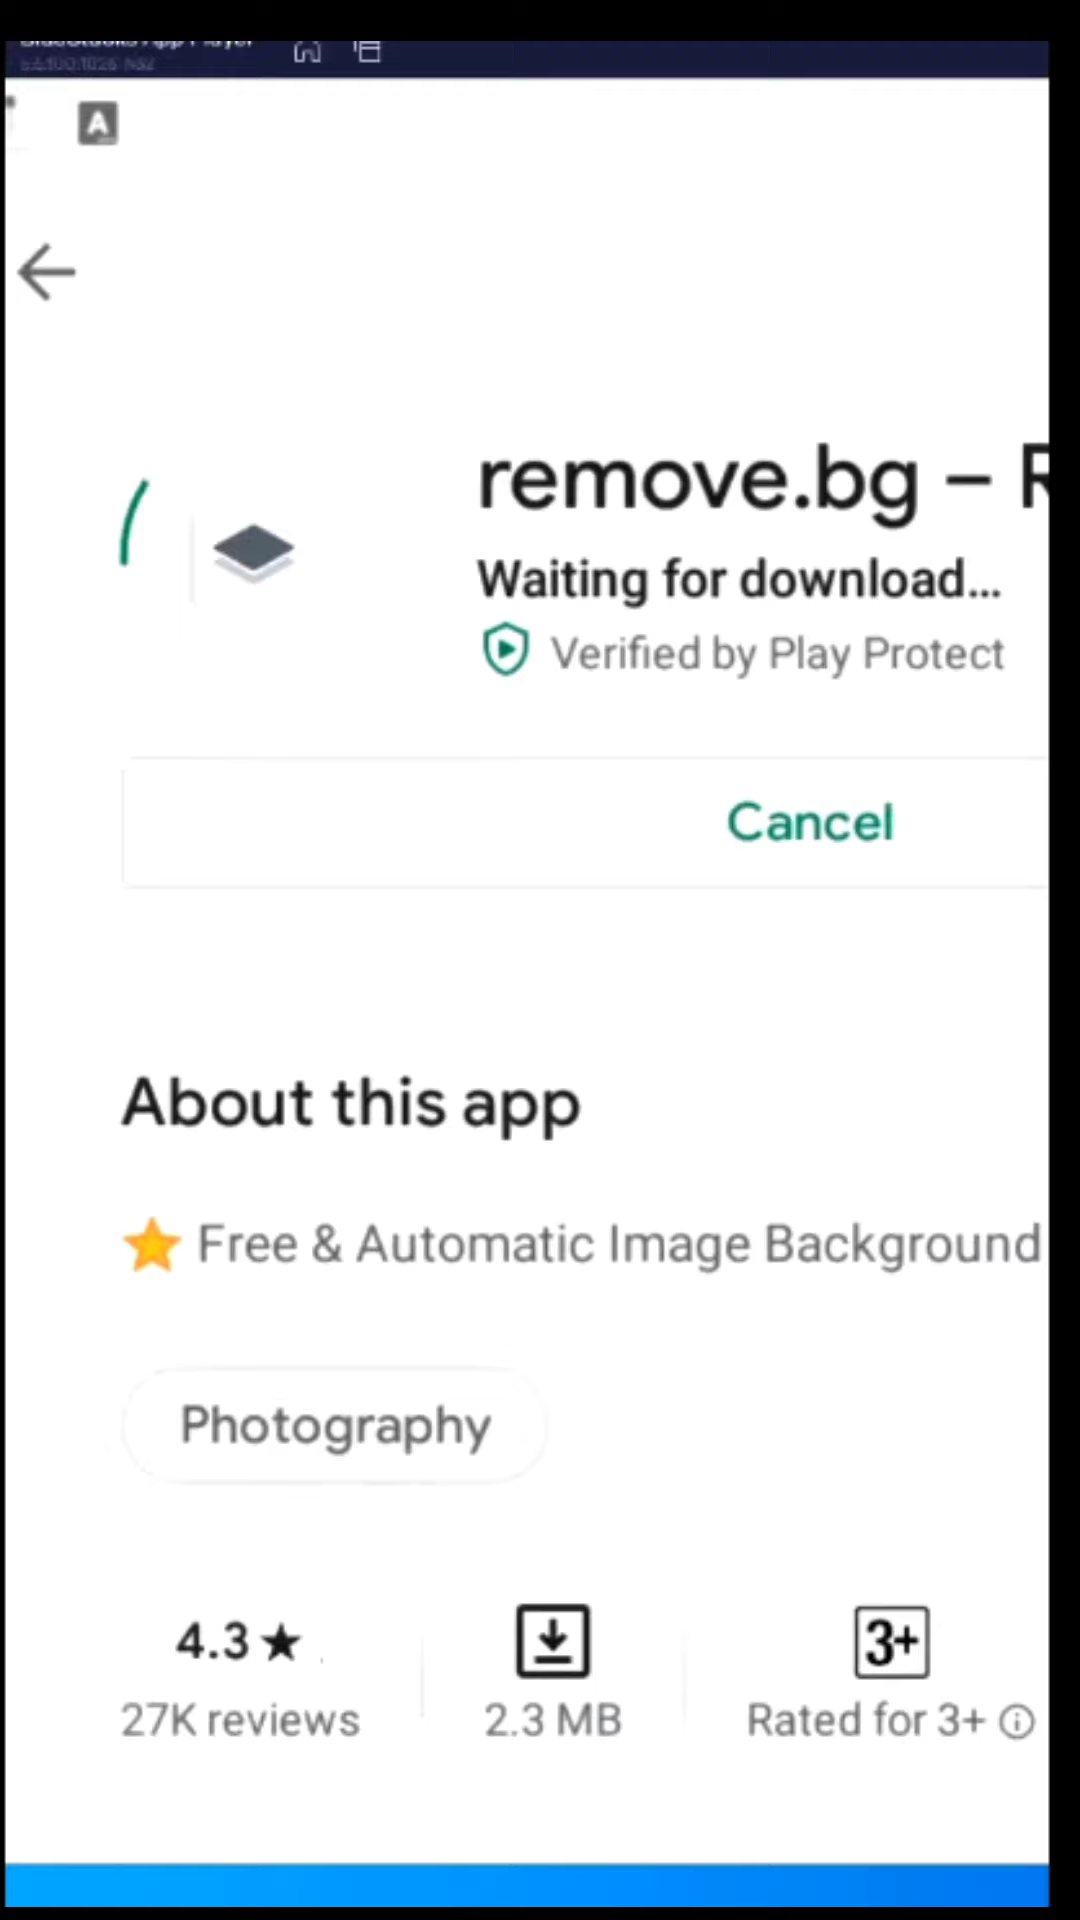 A
remove.bg – R
Waiting for download...
Verified by Play Protect
Cancel
About this app
Free & Automatic Image Background
Photography
4.3 ★
27K reviews
2.3 MB
3+
Rated for 3+